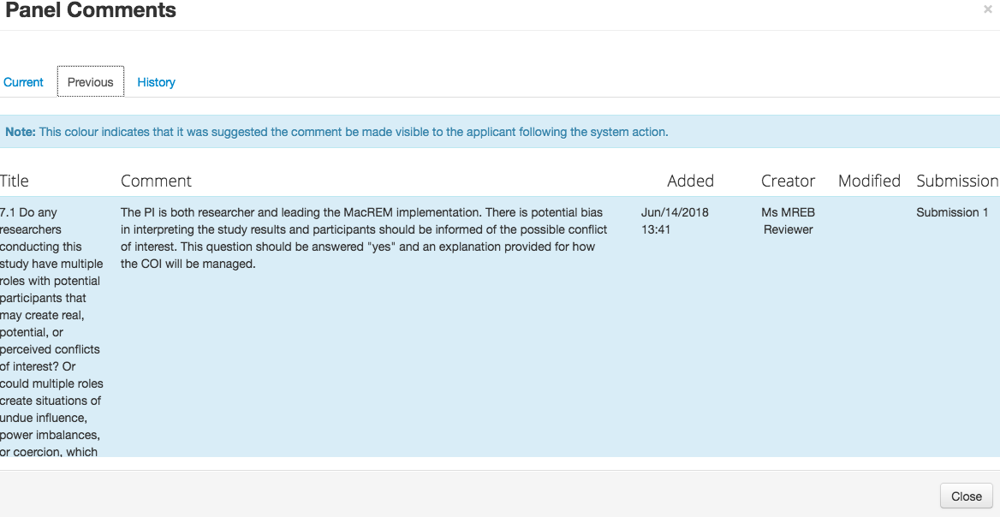 Panel Comments
×
Current Previous History
Note: This colour indicates that it was suggested the comment be made visible to the applicant following the system action.
Title Comment Added Creator Modified Submission
7.1 Do any
researchers
conducting this
study have multiple
roles with potential
participants that
may create real,
potential, or
perceived conflicts
of interest? Or
could multiple roles
create situations of
undue influence,
power imbalances,
or coercion, which
The PI is both researcher and leading the MacREM implementation. There is potential bias
in interpreting the study results and participants should be informed of the possible conflict
of interest. This question should be answered "yes" and an explanation provided for how
the COI will be managed.
Jun/14/2018
13:41
Ms MREB
Reviewer
Submission 1
Close